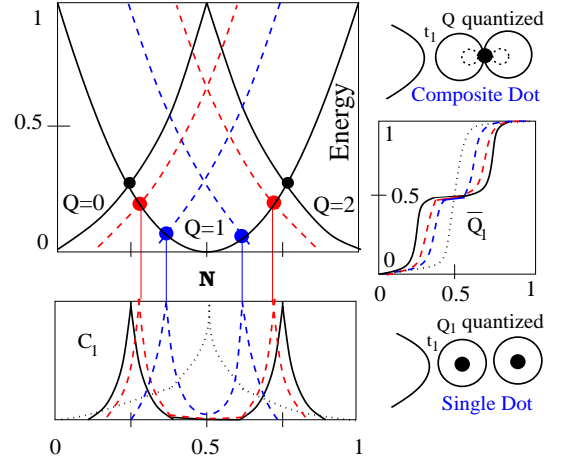 1
0.5
0
Energy
Q=0
Q=1
Q=2
N
C1
0
0.5
1
Q quantized
t1
Composite Dot
1
0.5
0
Q1
0
0.5
1
Q1 quantized
t1
Single Dot